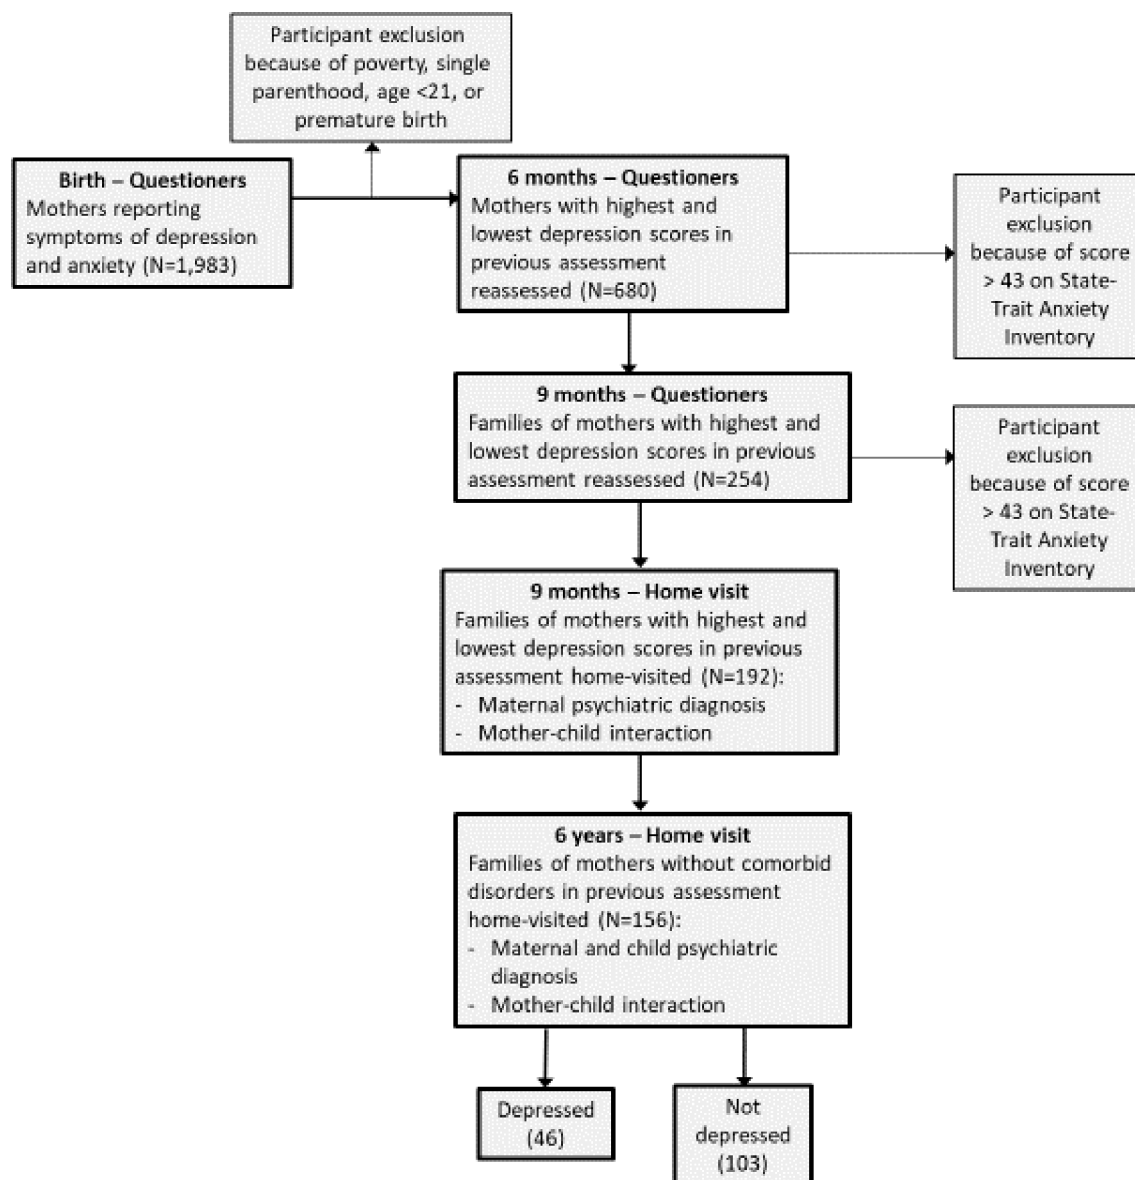 Participant exclusion
because of poverty, single
parenthood, age <21, or
premature birth
Birth – Questioners
Mothers reporting
symptoms of depression
and anxiety (N=1,983)
6 months – Questioners
Mothers with highest and
lowest depression scores in
previous assessment
reassessed (N=680)
Participant
exclusion
because of score
> 43 on State-
Trait Anxiety
Inventory
9 months – Questioners
Families of mothers with highest and
lowest depression scores in previous
assessment reassessed (N=254)
Participant
exclusion
because of score
> 43 on State-
Trait Anxiety
Inventory
9 months – Home visit
Families of mothers with highest and
lowest depression scores in previous
assessment home-visited (N=192):
- Maternal psychiatric diagnosis
- Mother-child interaction
6 years – Home visit
Families of mothers without comorbid
disorders in previous assessment
home-visited (N=156):
- Maternal and child psychiatric
diagnosis
- Mother-child interaction
Depressed
(46)
Not
depressed
(103)